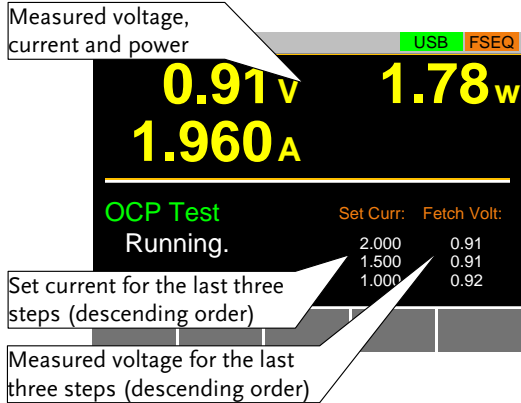 Measured voltage,
current and power
USB FSEQ
0.91 V 1.78 W
1.960 A
OCP Test Set Curr: Fetch Volt:
Running. 2.000 0.91
1.500 0.91
1.000 0.92
Set current for the last three
steps (descending order)
Measured voltage for the last
three steps (descending order)